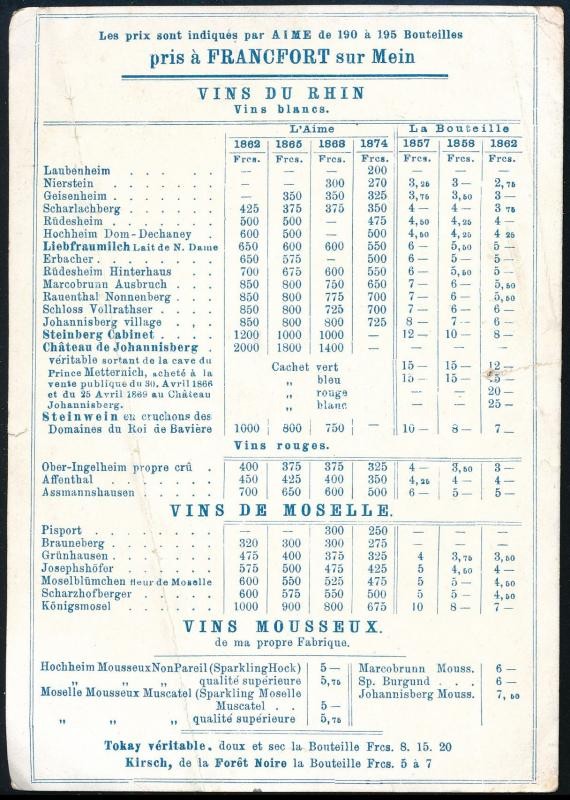 Les prix sont indiqués par AIME de 190 à 195 Bouteilles
pris à FRANCFORT sur Mein
VINS DU RHIN
Vins blancs.
L'Aime La Bouteille
1862 1865 1868 1874 1857 1858 1862
Frcs. Frcs. Frcs. Frcs. Frcs. Frcs. Frcs.
Laubenheim . . . . . . — — — 200
Nierstein . . . . . . . — — 300 270 3,25 3 — 2,75
Geisenheim . . . . . . — 350 350 325 3,75 3,50 3 —
Scharlachberg . . . . . 425 375 375 350 4 — 4 — 3 75
Rüdesheim . . . . . . 500 500 — 475 4,50 4,25 4 —
Hochheim Dom-Dechaney . 600 500 — 500 4,50 4,25 4 25
Liebfraumilch Lait de N. Dame 650 600 600 550 6 — 5,50 5 —
Erbacher . . . . . . . 650 575 — 500 6 — 5 — 5 —
Rüdesheim Hinterhaus . . 700 675 600 550 6 — 5,50 5 —
Marcobrunn Ausbruch . . . 850 800 750 650 7 — 6 — 5,50
Rauenthal Nonnenberg . . . 850 800 775 700 7 — 6 — 5,50
Schloss Vollrathser . . . . 850 800 725 700 7 — 6 — 6 —
Johannisberg village . . . 850 800 800 725 8 — 7 — 6 —
Steinberg Cabinet . . . . 1200 1000 1000 — 12 — 10 — 8 —
Château de Johannisberg . 2000 1800 1400 — — — —
véritable sortant de la cave du Cachet vert 15 — 15 — 12 —
Prince Metternich, acheté à la „ bleu 15 — 15 — 15 —
vente publique du 30. Avril 1866 „ rouge 20 —
et du 25 Avril 1869 au Château „ blanc 25 —
Johannisberg.
Steinwein en cruchons des
Domaines du Roi de Bavière 1000 800 750 — 10 — 8 — 7 —
Vins rouges.
Ober-Ingelheim propre crû . 400 375 375 325 4 — 3,50 3 —
Affenthal . . . . . . . 450 425 400 350 4,25 4 — 4 —
Assmannshausen . . . . . 700 650 600 500 6 — 5 — 5 —
VINS DE MOSELLE.
Pisport . . . . . . . — — 300 250 — — —
Brauneberg . . . . . . 320 300 300 275 — — —
Grünhausen . . . . . . 475 400 375 325 4 3,75 3,50
Josephshöfer . . . . . 575 500 475 425 5 4,50 4 —
Moselblümchen fleur de Moselle 600 550 525 475 5 5 — 4,50
Scharzhofberger . . . . . 600 575 550 500 5 5 — 4,50
Königsmosel . . . . . . 1000 900 800 675 10 8 — 7 —
VINS MOUSSEUX.
de ma propre Fabrique.
Hochheim Mousseux Non Pareil (Sparkling Hock) 5 — Marcobrunn Mouss. 6 —
„ „ „ qualité supérieure 5,75 Sp. Burgund . . . 6 —
Moselle Mousseux Muscatel (Sparkling Moselle Johannisberg Mouss. 7,50
Muscatel . . 5 —
„ „ „ qualité supérieure 5,75
Tokay véritable. doux et sec la Bouteille Frcs. 8. 15. 20
Kirsch, de la Forêt Noire la Bouteille Frcs. 5 à 7